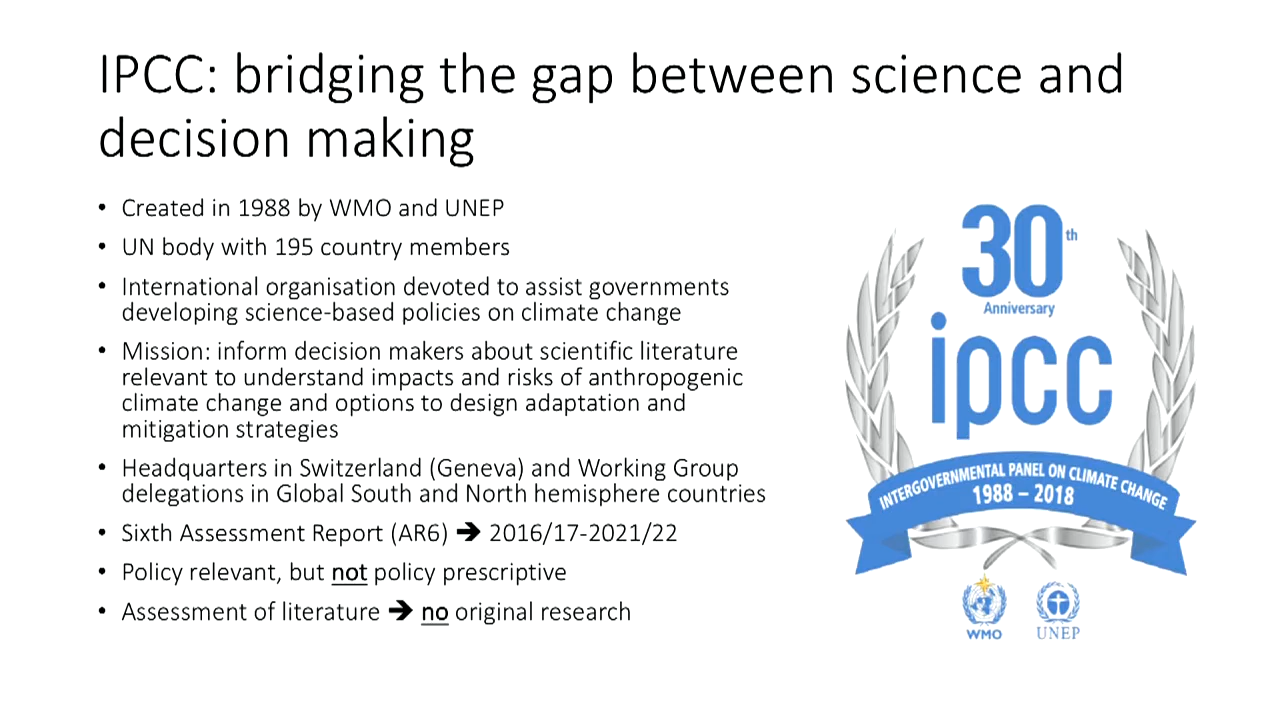 IPCC: bridging the gap between science and
decision making
• Created in 1988 by WMO and UNEP
• UN body with 195 country members
• International organisation devoted to assist governments
developing science-based policies on climate change
• Mission: inform decision makers about scientific literature
relevant to understand impacts and risks of anthropogenic
climate change and options to design adaptation and
mitigation strategies
• Headquarters in Switzerland (Geneva) and Working Group
delegations in Global South and North hemisphere countries
• Sixth Assessment Report (AR6) ➔ 2016/17-2021/22
• Policy relevant, but not policy prescriptive
• Assessment of literature ➔ no original research
30th
Anniversary
ipcc
INTERGOVERNMENTAL PANEL ON CLIMATE CHANGE
1988 – 2018
WMO UNEP